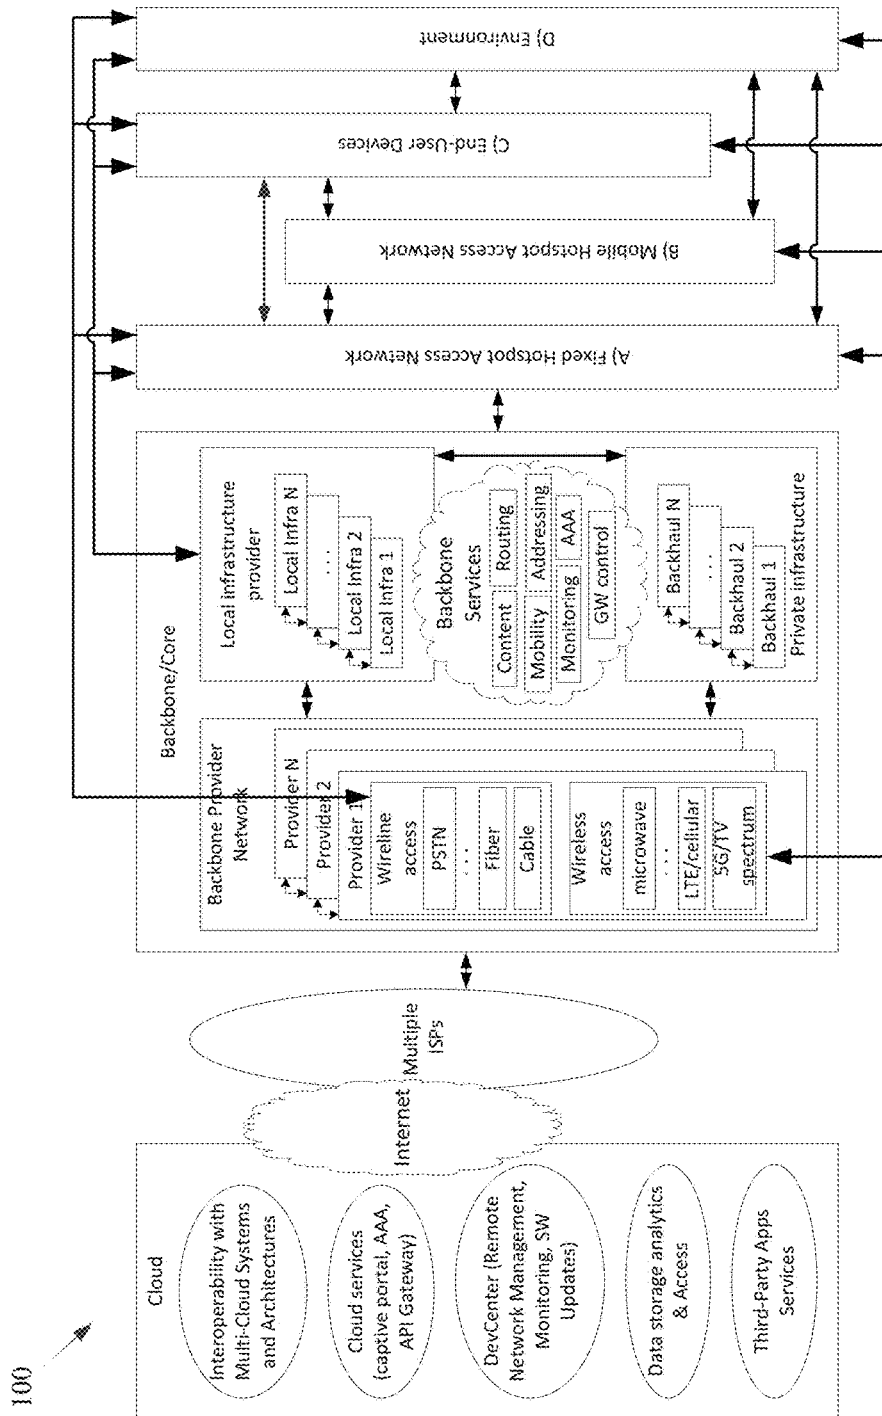 100
Cloud
Interoperability with
Multi-Cloud Systems
and Architectures
Cloud services
(captive portal, AAA,
API Gateway)
DevCenter (Remote
Network Management,
Monitoring, SW
Updates)
Data storage analytics
& Access
Third-Party Apps
Services
Internet
Multiple
ISPs
Backbone/Core
Backbone Provider
Network
Provider N
Provider 2
Provider 1
Wireline
access
PSTN
. . .
Fiber
Cable
Wireless
access
microwave
. . .
LTE/cellular
5G/TV
spectrum
Local infrastructure
provider
Local Infra N
. . .
Local Infra 2
Local Infra 1
Backbone
Services
Content
Routing
Mobility
Addressing
Monitoring
AAA
GW control
Backhaul N
. . .
Backhaul 2
Backhaul 1
Private infrastructure
A) Fixed Hotspot Access Network
B) Mobile Hotspot Access Network
C) End-User Devices
D) Environment